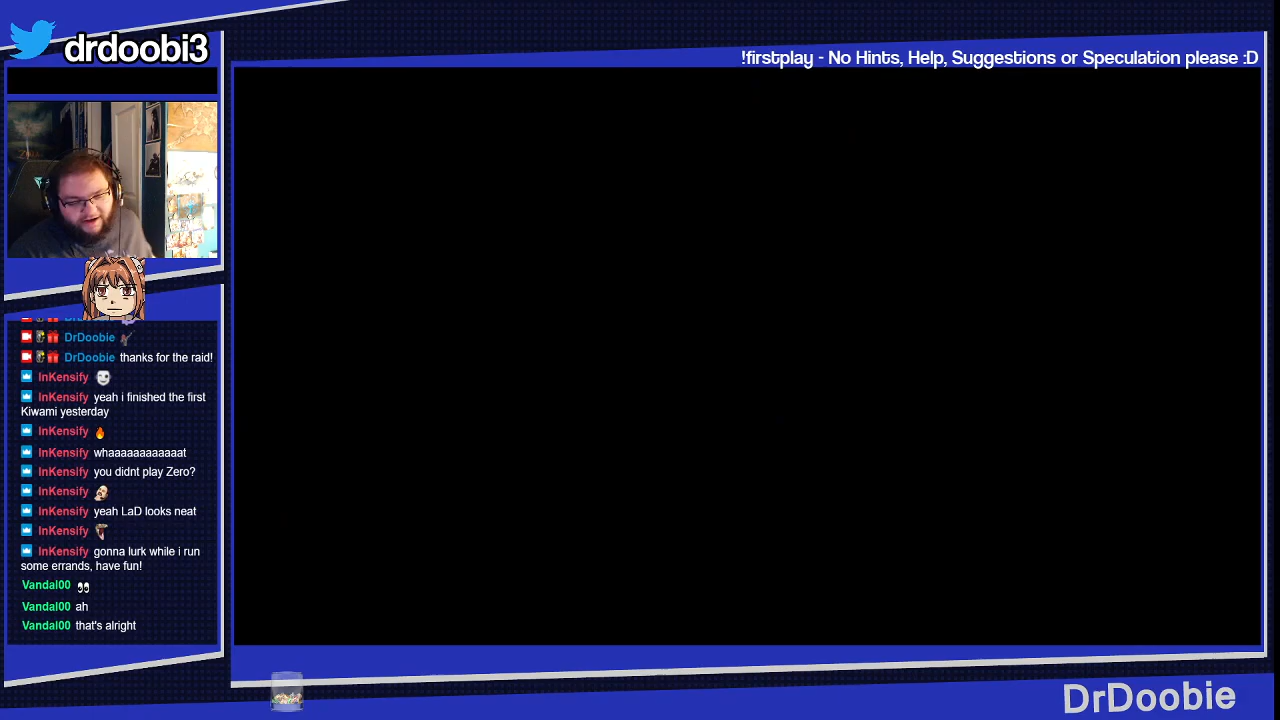 drdoobi3
!firstplay - No Hints, Help, Suggestions or Speculation please :D
DrDoobie
DrDoobie thanks for the raid!
InKensify
InKensify yeah i finished the first
Kiwami yesterday
InKensify
InKensify whaaaaaaaaaaat
InKensify you didnt play Zero?
InKensify
InKensify yeah LaD looks neat
InKensify
InKensify gonna lurk while i run
some errands, have fun!
Vandal00
Vandal00 ah
Vandal00 that's alright
DrDoobie